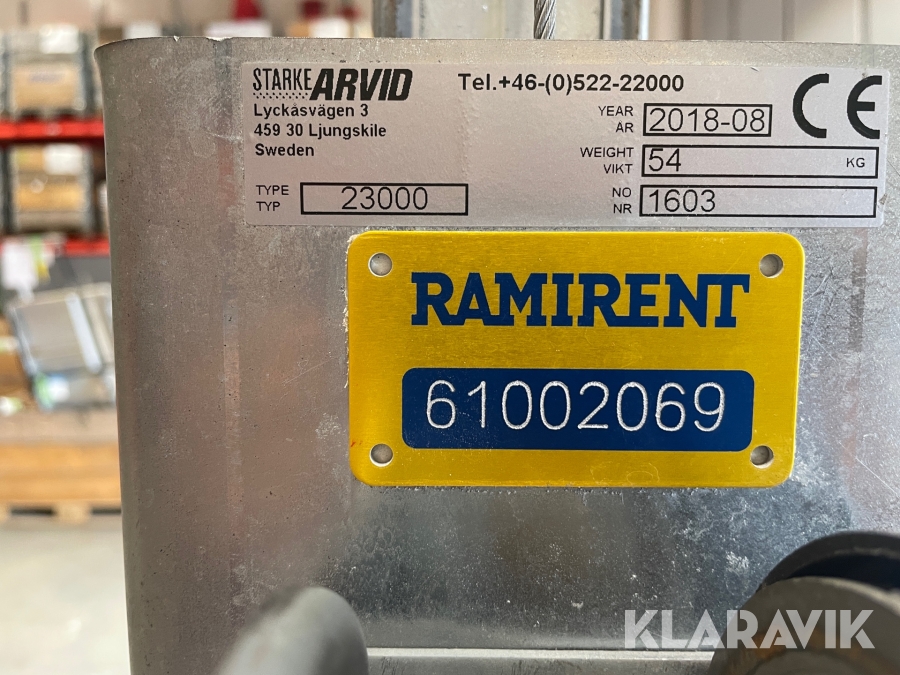 STARKE ARVID
Lyckåsvägen 3
459 30 Ljungskile
Sweden
TYPE
TYP
23000
Tel.+46-(0)522-22000
YEAR
AR
2018-08
CE
WEIGHT
VIKT
54
KG
NO
NR
1603
RAMIRENT
61002069
KLARAVIK